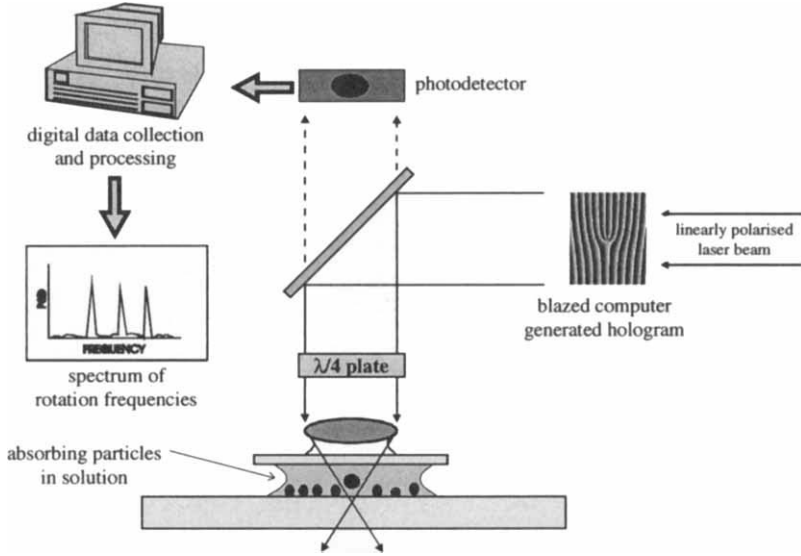 photodetector
digital data collection
and processing
linearly polarised
laser beam
blazed computer
generated hologram
FREQUENCY
λ/4 plate
spectrum of
rotation frequencies
absorbing particles
in solution